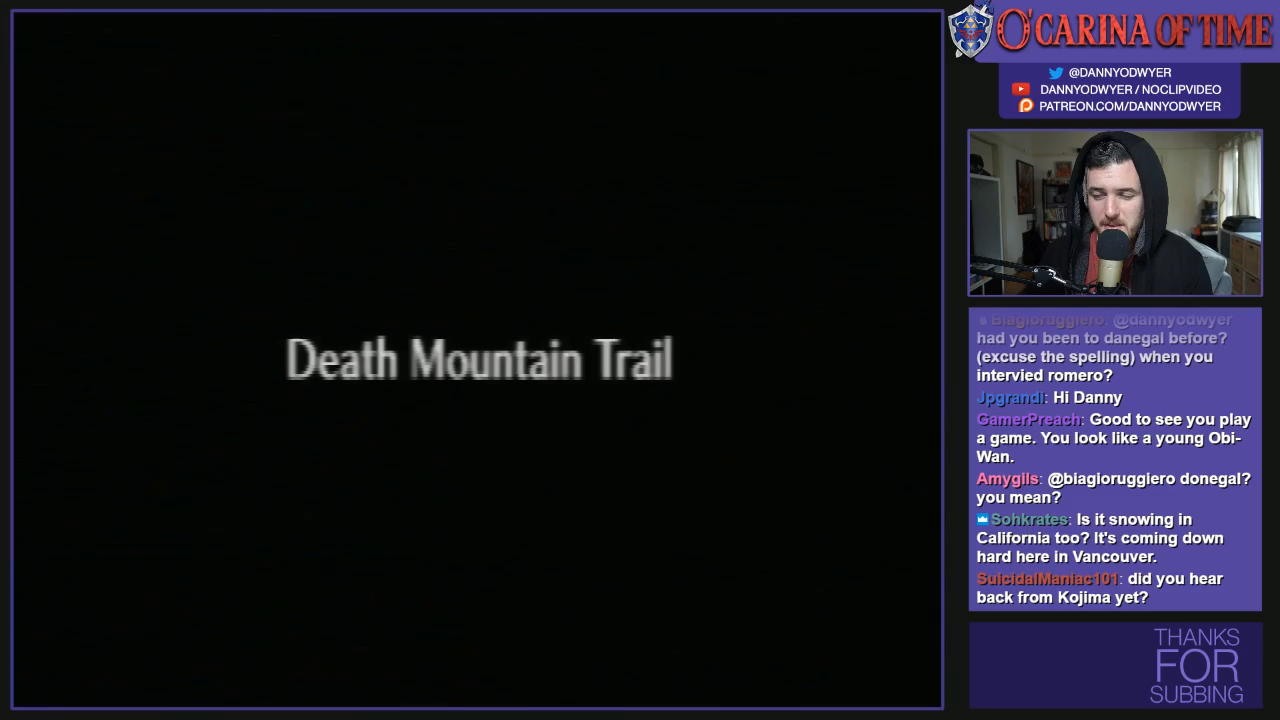 O'CARINA OF TIME
@DANNYODWYER
DANNYODWYER / NOCLIPVIDEO
PATREON.COM/DANNYODWYER
Death Mountain Trail
Biagioruggiero: @dannyodwyer
had you been to danegal before?
(excuse the spelling) when you
intervied romero?
Jpgrandi: Hi Danny
GamerPreach: Good to see you play
a game. You look like a young Obi-
Wan.
Amygils: @biagioruggiero donegal?
you mean?
Sohkrates: Is it snowing in
California too? It's coming down
hard here in Vancouver.
SuicidalManiac101: did you hear
back from Kojima yet?
THANKS
FOR
SUBBING